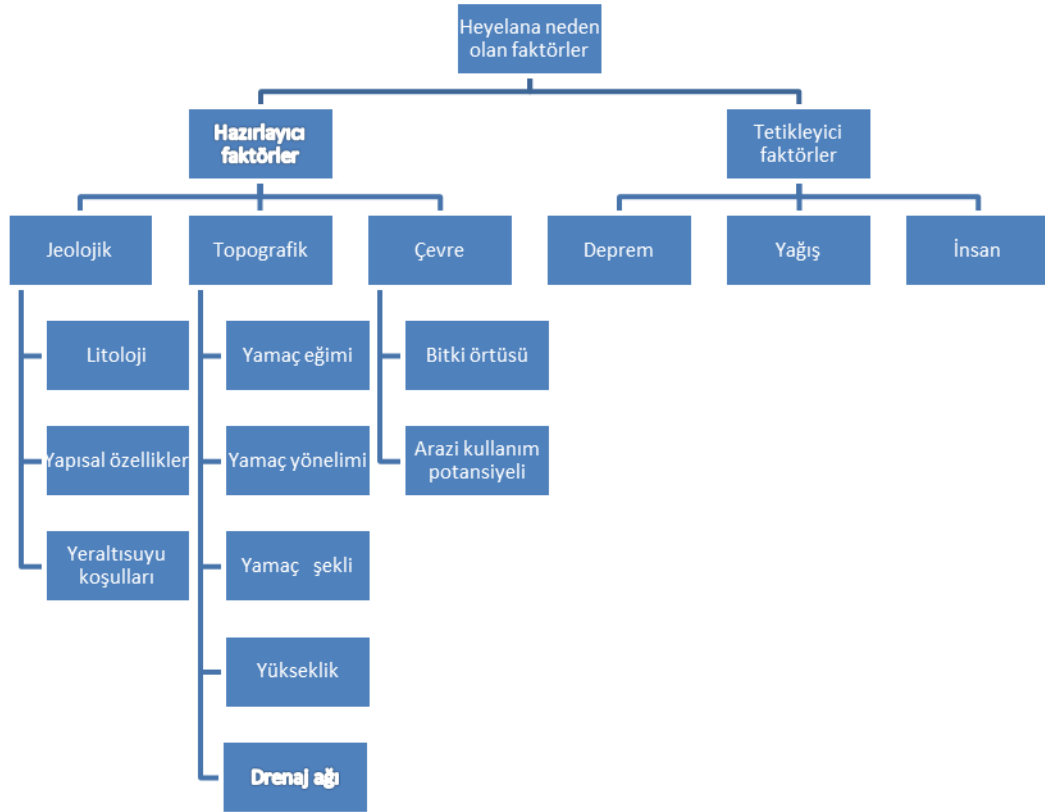 Heyelana neden
olan faktörler
Hazırlayıcı
faktörler
Tetikleyici
faktörler
Jeolojik
Topografik
Çevre
Deprem
Yağış
İnsan
Litoloji
Yamaç eğimi
Bitki örtüsü
Yapısal özellikler
Yamaç yönelimi
Arazi kullanım
potansiyeli
Yeraltısuyu
koşulları
Yamaç şekli
Yükseklik
Drenaj ağı